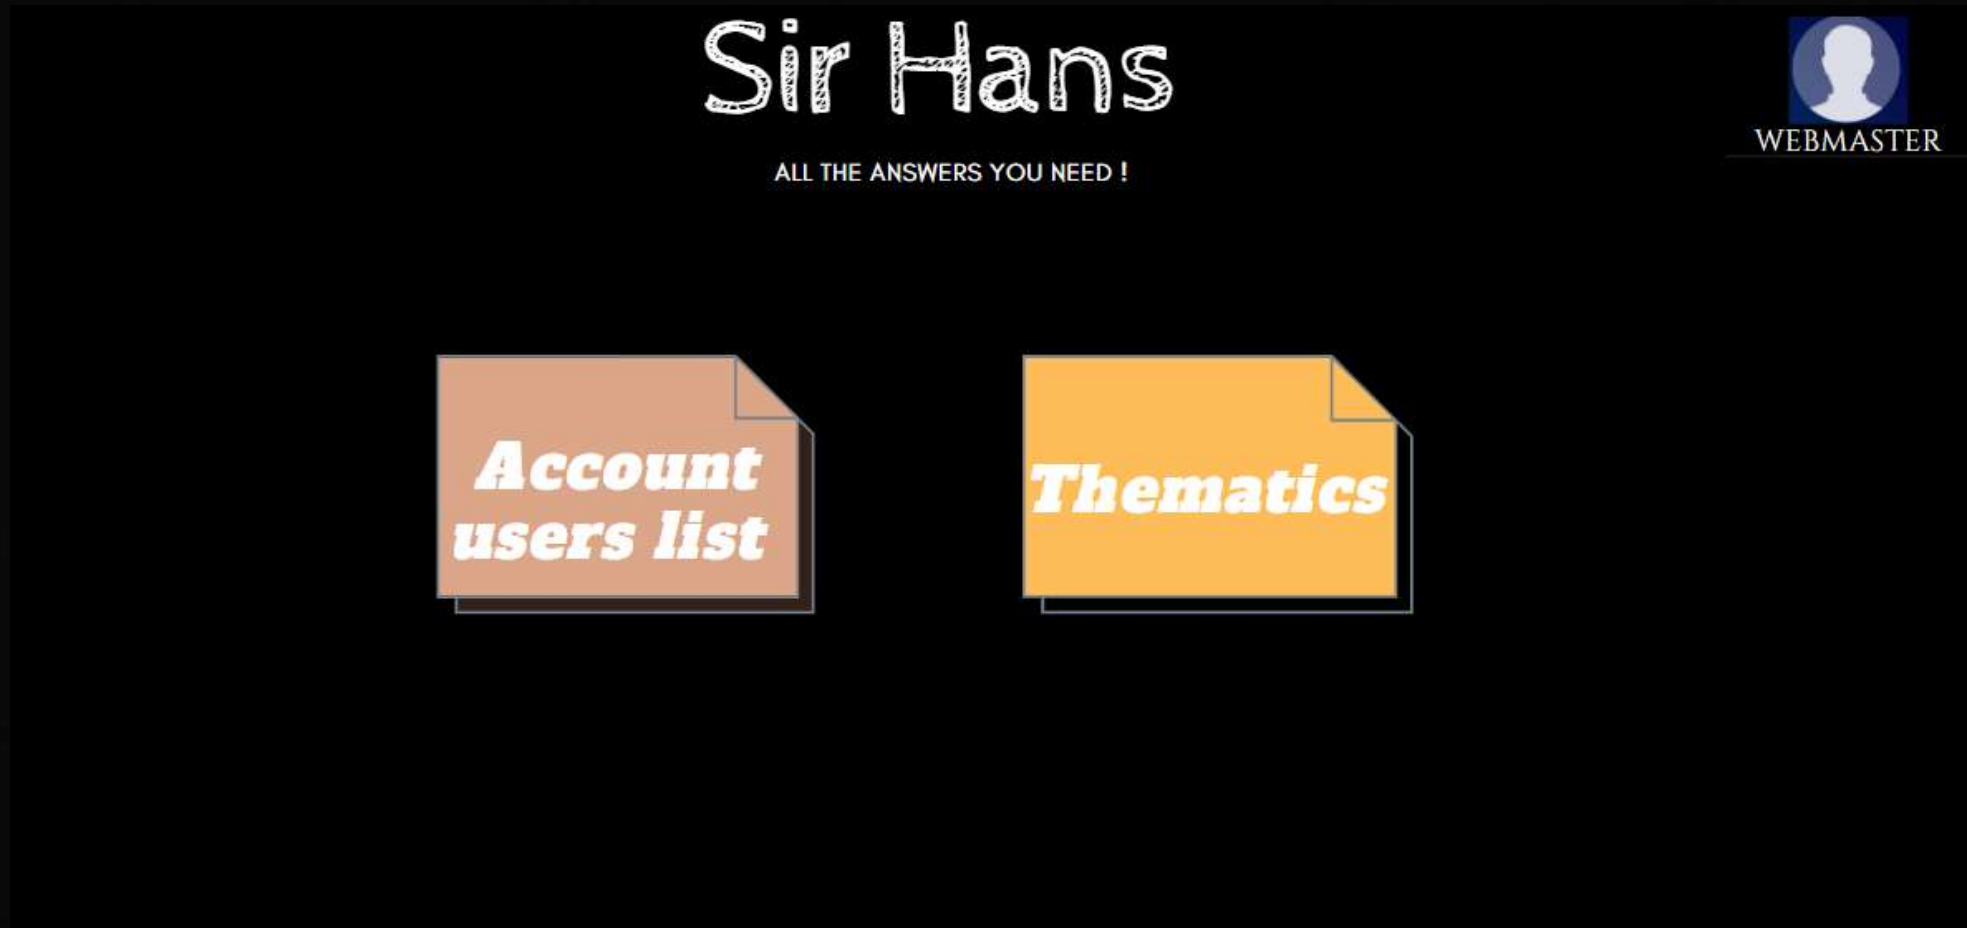 Sir Hans
WEBMASTER
ALL THE ANSWERS YOU NEED !
Account
users list
Thematics